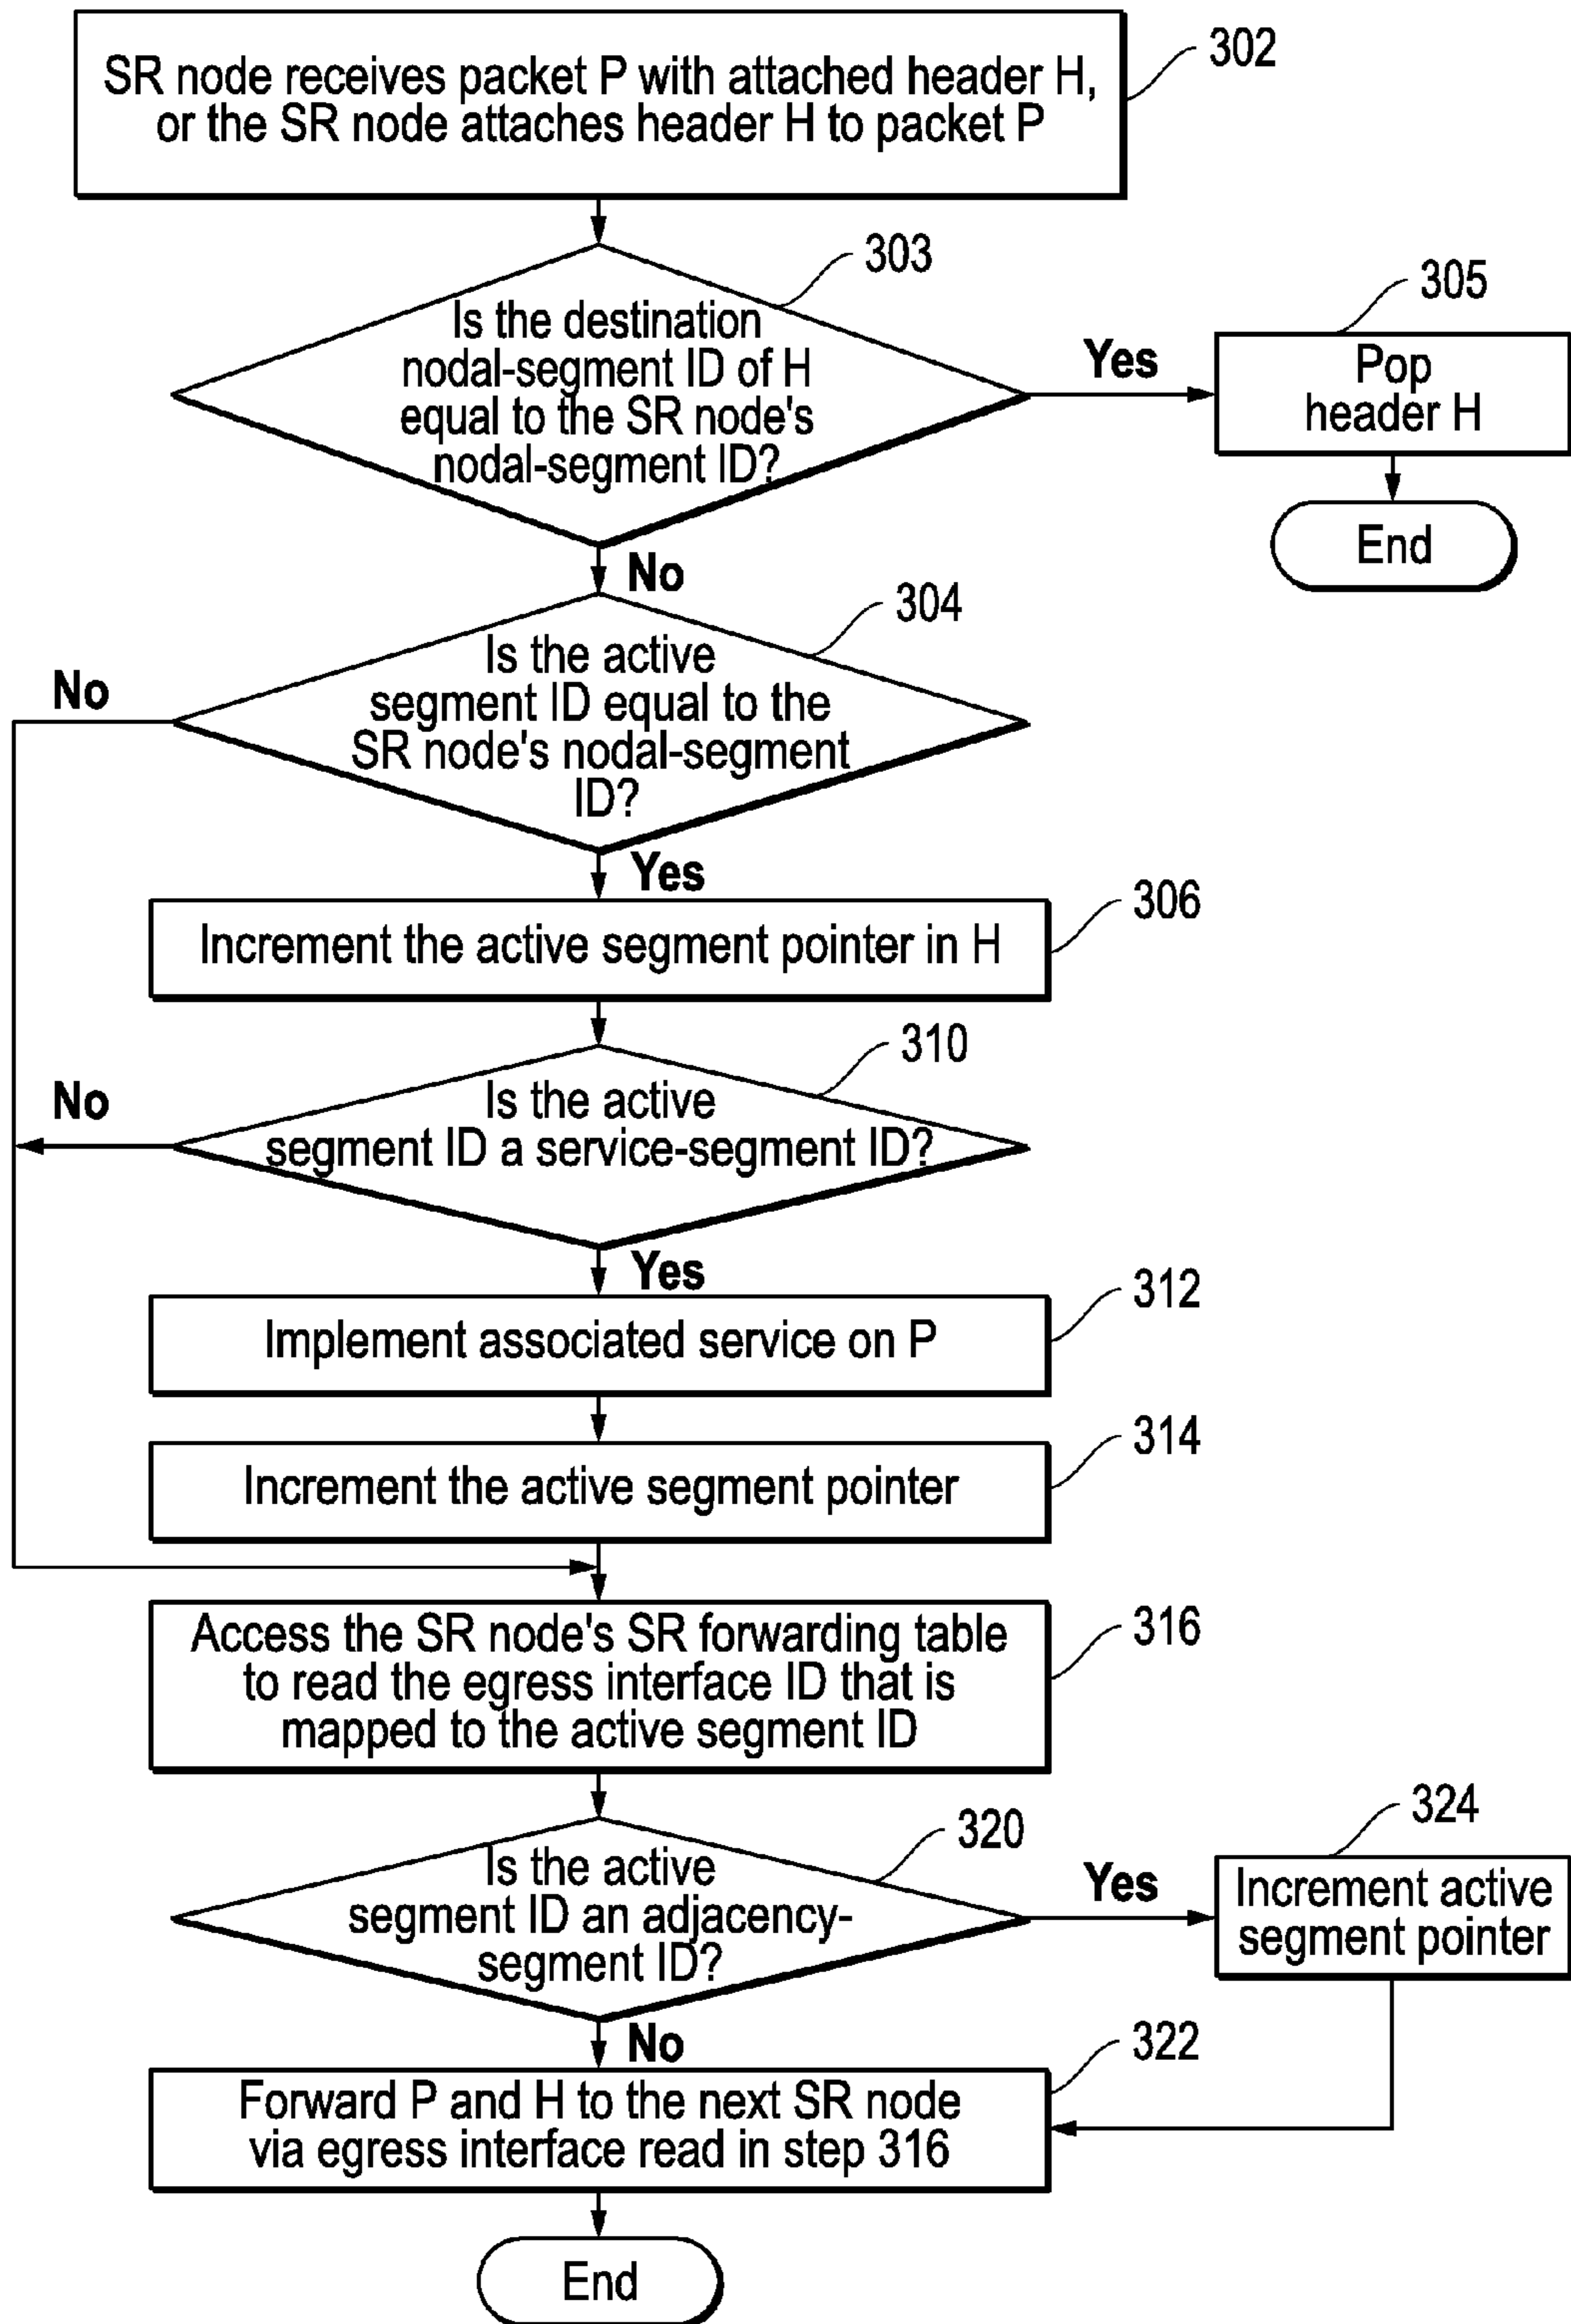 302
SR node receives packet P with attached header H,
or the SR node attaches header H to packet P
303
Is the destination
nodal-segment ID of H
equal to the SR node's
nodal-segment ID?
Yes
305
Pop
header H
End
No
304
Is the active
segment ID equal to the
SR node's nodal-segment
ID?
No
Yes
306
Increment the active segment pointer in H
310
Is the active
segment ID a service-segment ID?
No
Yes
312
Implement associated service on P
314
Increment the active segment pointer
316
Access the SR node's SR forwarding table
to read the egress interface ID that is
mapped to the active segment ID
320
Is the active
segment ID an adjacency-
segment ID?
Yes
324
Increment active
segment pointer
No
322
Forward P and H to the next SR node
via egress interface read in step 316
End